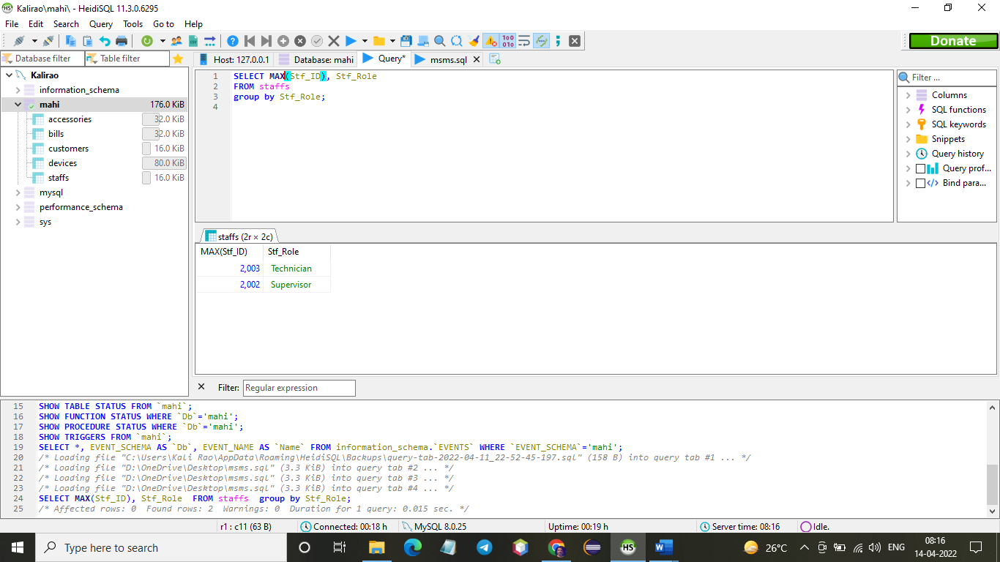 Kalirao\mahi\ - HeidiSQL 11.3.0.6295
File Edit Search Query Tools Go to Help
Donate
Database filter Table filter
Host: 127.0.0.1 Database: mahi Query* msms.sql
Kalirao
information_schema
mahi 176.0 KiB
accessories 32.0 KiB
bills 32.0 KiB
customers 16.0 KiB
devices 80.0 KiB
staffs 16.0 KiB
mysql
performance_schema
sys
1 SELECT MAX(Stf_ID), Stf_Role
2 FROM staffs
3 group by Stf_Role;
4
Filter ...
Columns
SQL functions
SQL keywords
Snippets
Query history
Query prof...
Bind para...
staffs (2r × 2c)
MAX(Stf_ID) Stf_Role
2,003 Technician
2,002 Supervisor
Filter: Regular expression
15 SHOW TABLE STATUS FROM `mahi`;
16 SHOW FUNCTION STATUS WHERE `Db`='mahi';
17 SHOW PROCEDURE STATUS WHERE `Db`='mahi';
18 SHOW TRIGGERS FROM `mahi`;
19 SELECT *, EVENT_SCHEMA AS `Db`, EVENT_NAME AS `Name` FROM information_schema.`EVENTS` WHERE `EVENT_SCHEMA`='mahi';
20 /* Loading file "C:\Users\Kali Rao\AppData\Roaming\HeidiSQL\Backups\query-tab-2022-04-11_22-52-45-197.sql" (158 B) into query tab #1 ... */
21 /* Loading file "D:\OneDrive\Desktop\msms.sql" (3.3 KiB) into query tab #2 ... */
22 /* Loading file "D:\OneDrive\Desktop\msms.sql" (3.3 KiB) into query tab #3 ... */
23 /* Loading file "D:\OneDrive\Desktop\msms.sql" (3.3 KiB) into query tab #4 ... */
24 SELECT MAX(Stf_ID), Stf_Role FROM staffs group by Stf_Role;
25 /* Affected rows: 0 Found rows: 2 Warnings: 0 Duration for 1 query: 0.015 sec. */
r1 : c11 (63 B) Connected: 00:18 h MySQL 8.0.25 Uptime: 00:19 h Server time: 08:16 Idle.
Type here to search HS 26°C ENG 08:16
14-04-2022